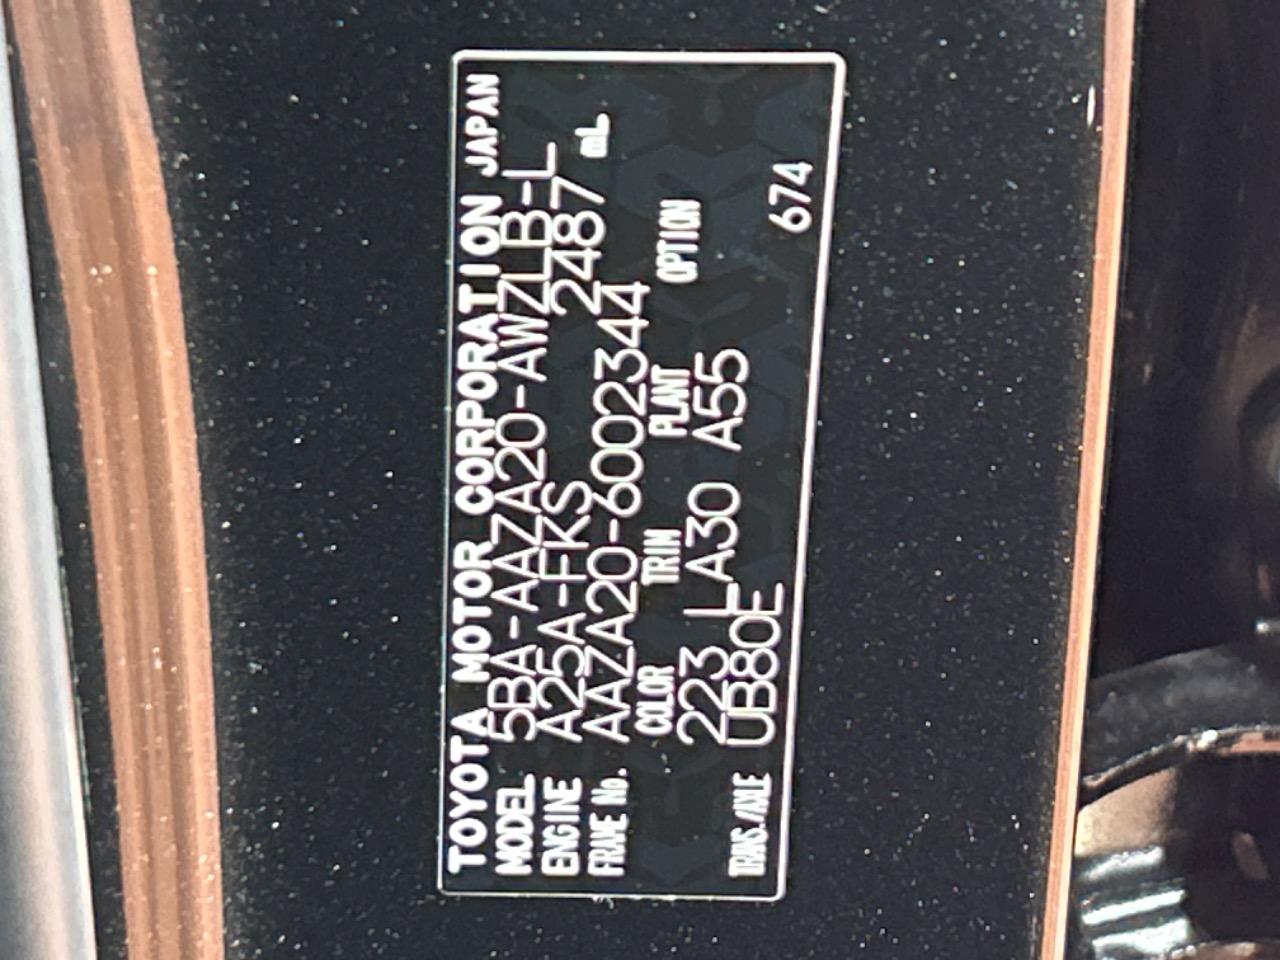 TOYOTA MOTOR CORPORATION JAPAN
MODEL 5BA-AAZA20-AWZLB-L
ENGINE A25A-FKS 2487 mL
FRAME No. AAZA20-6002344
COLOR TRIM PLANT OPTION
223 LA30 A55
TRANS./AXLE UB80E
674